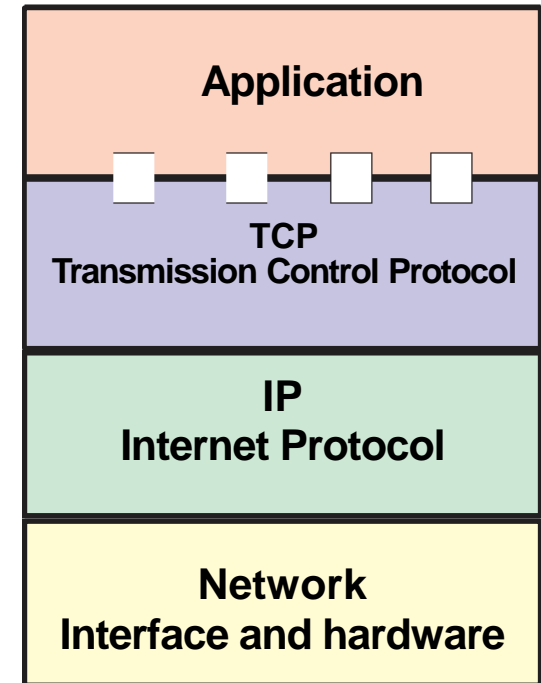 Application
TCP
Transmission Control Protocol
IP
Internet Protocol
Network
Interface and hardware